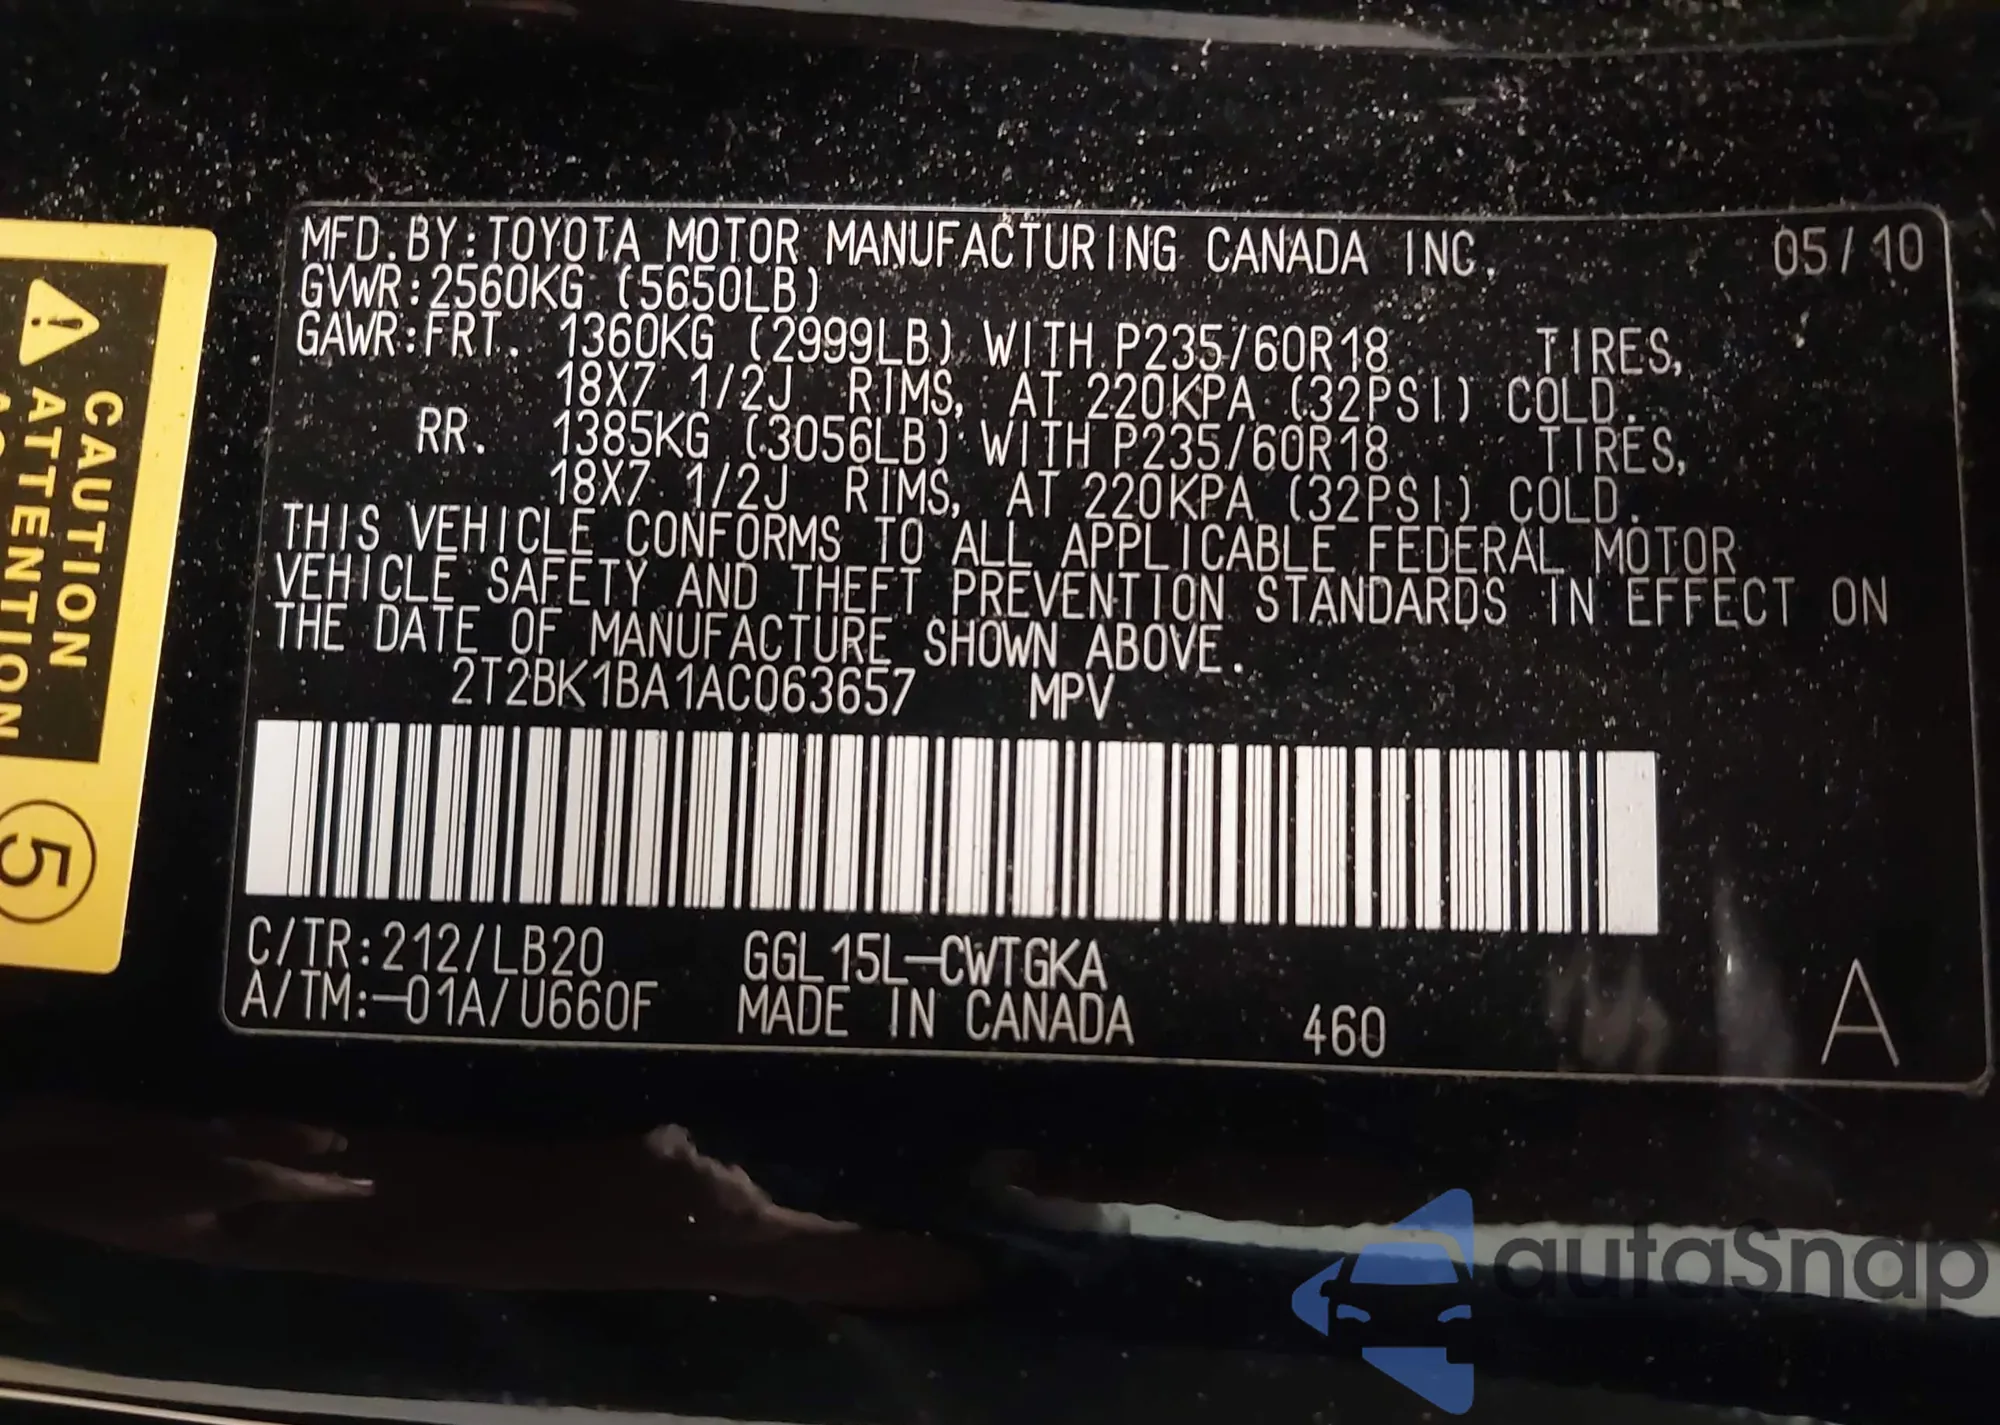 MFD.BY:TOYOTA MOTOR MANUFACTURING CANADA INC. 05/10
GVWR:2560KG (5650LB)
GAWR:FRT. 1360KG (2999LB) WITH P235/60R18 TIRES,
18X7 1/2J RIMS, AT 220KPA (32PSI) COLD.
RR. 1385KG (3056LB) WITH P235/60R18 TIRES,
18X7 1/2J RIMS, AT 220KPA (32PSI) COLD.
THIS VEHICLE CONFORMS TO ALL APPLICABLE FEDERAL MOTOR
VEHICLE SAFETY AND THEFT PREVENTION STANDARDS IN EFFECT ON
THE DATE OF MANUFACTURE SHOWN ABOVE.
2T2BK1BA1AC063657 MPV
C/TR:212/LB20 GGL15L-CWTGKA
A/TM:-01A/U660F MADE IN CANADA 460 A
CAUTION
ATTENTION
5
autoSnap